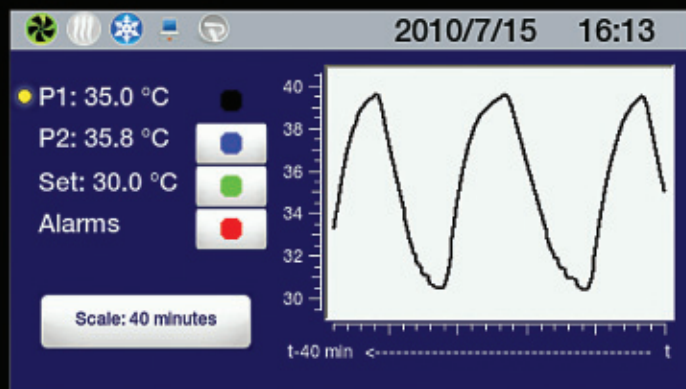 2010/7/15 16:13
P1: 35.0 °C
P2: 35.8 °C
Set: 30.0 °C
Alarms
Scale: 40 minutes
40
38
36
34
32
30
t-40 min <-------------------------------------- t